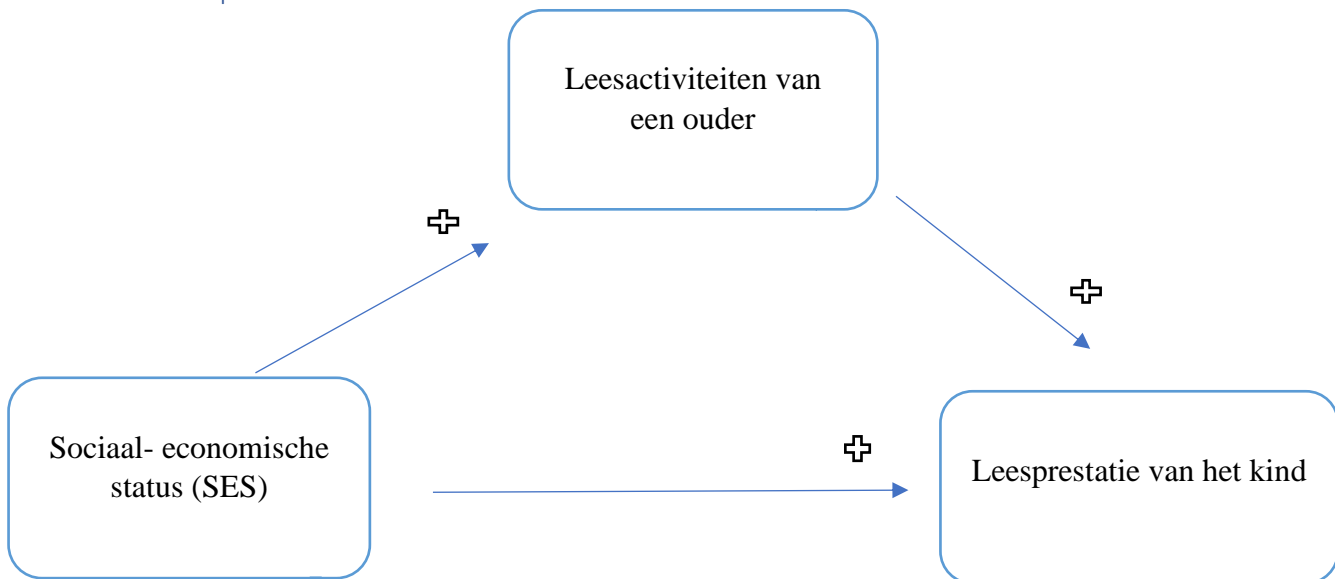 Leesactiviteiten van
een ouder
Sociaal- economische
status (SES)
Leesprestatie van het kind